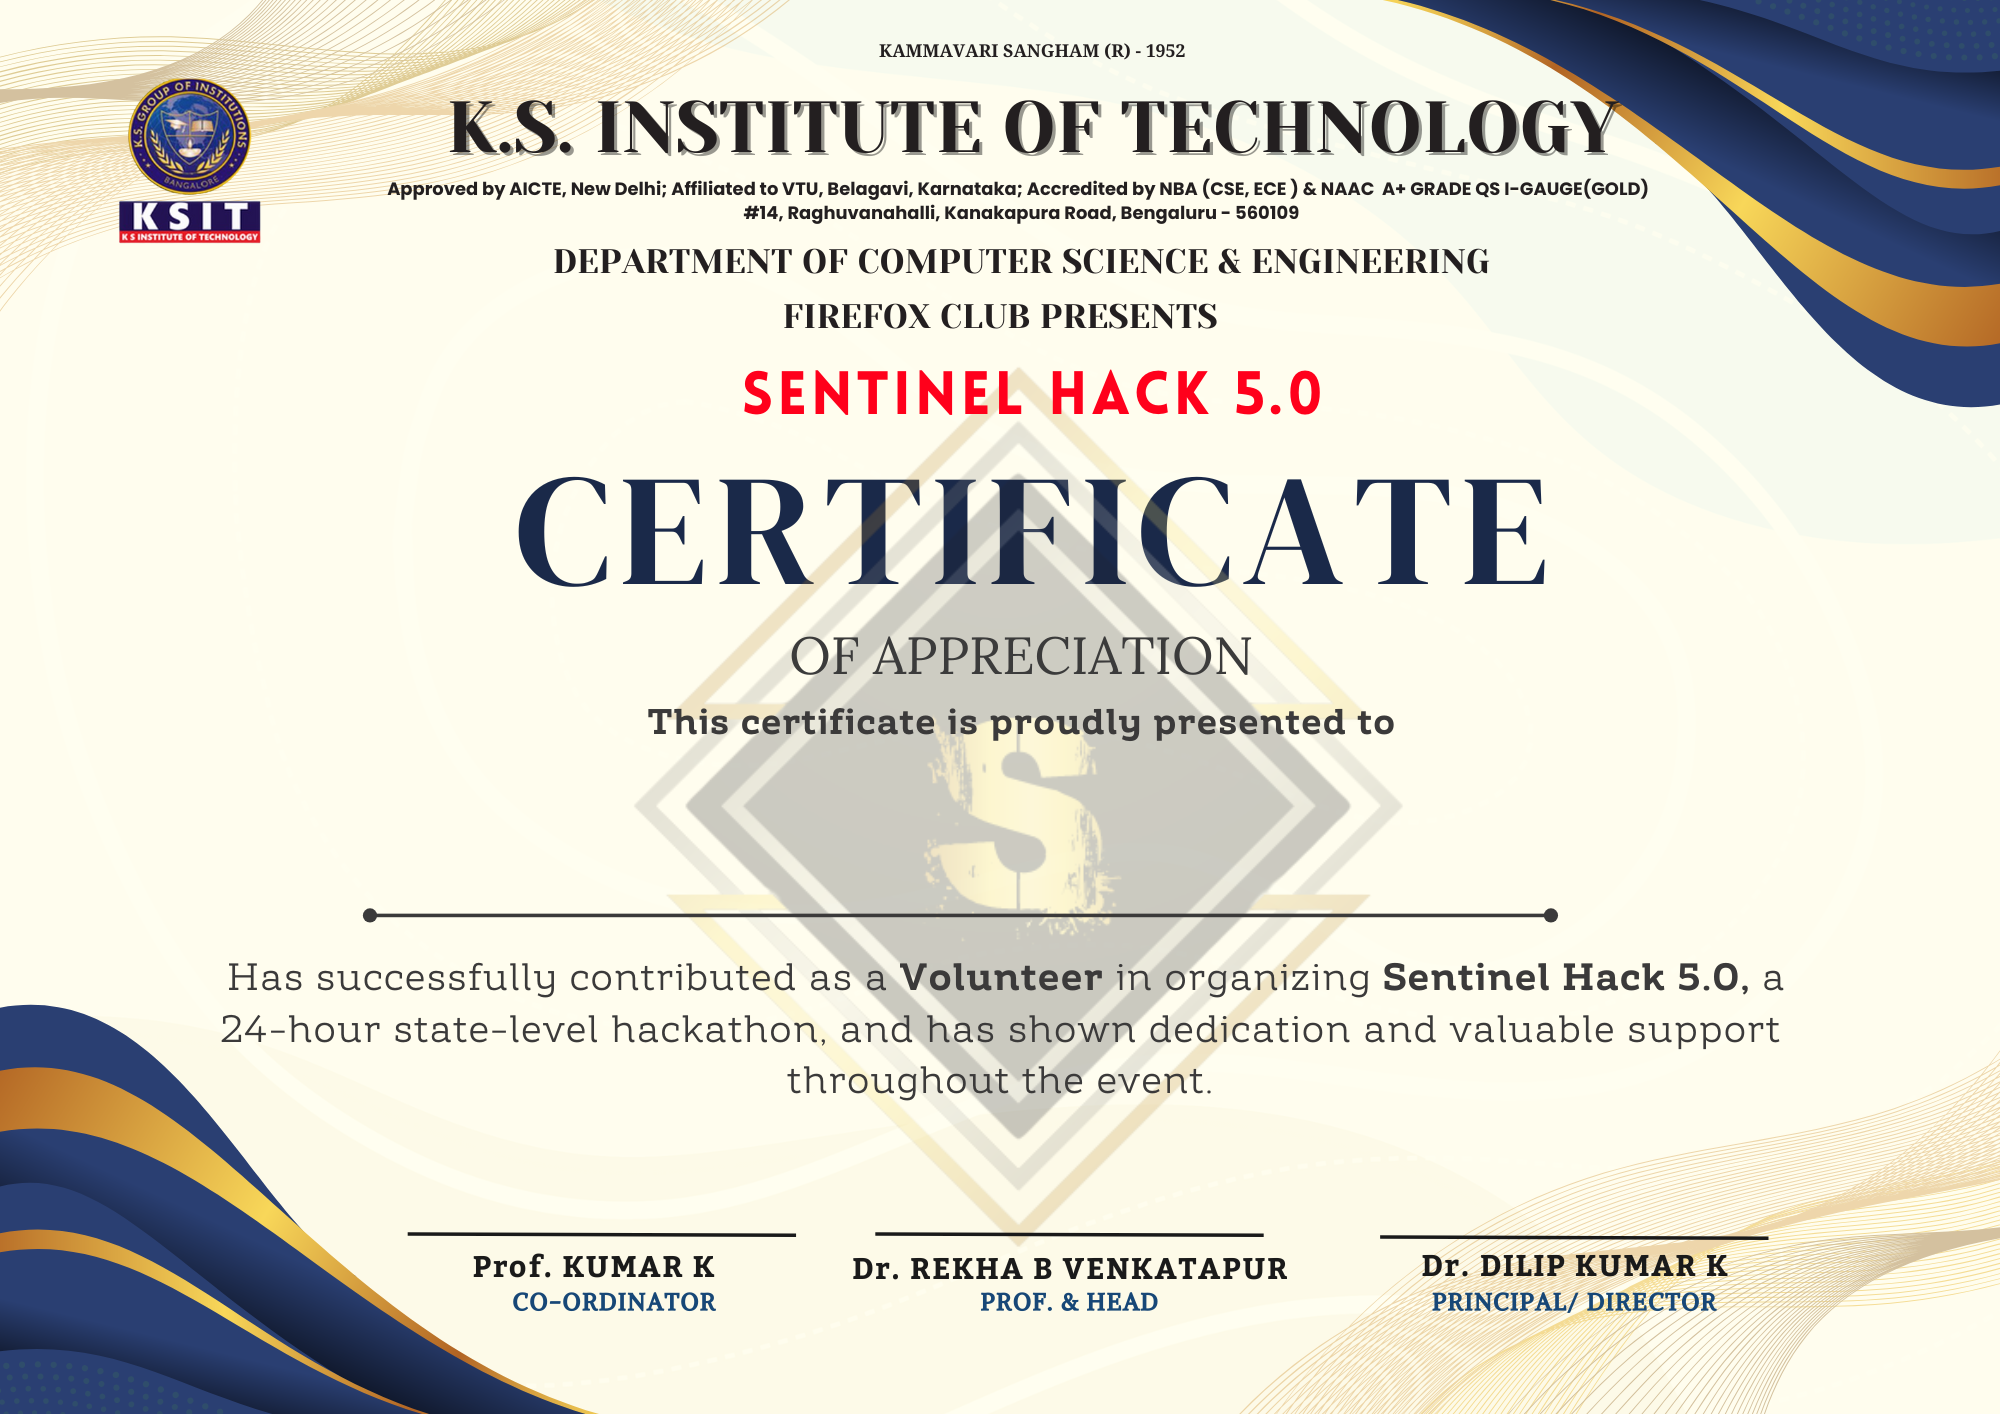 KAMMAVARI SANGHAM (R) - 1952
K.S. GROUP OF INSTITUTIONS
BANGALORE
KSIT
K S INSTITUTE OF TECHNOLOGY
K.S. INSTITUTE OF TECHNOLOGY
Approved by AICTE, New Delhi; Affiliated to VTU, Belagavi, Karnataka; Accredited by NBA (CSE, ECE ) & NAAC A+ GRADE QS I-GAUGE(GOLD)
#14, Raghuvanahalli, Kanakapura Road, Bengaluru - 560109
DEPARTMENT OF COMPUTER SCIENCE & ENGINEERING
FIREFOX CLUB PRESENTS
SENTINEL HACK 5.0
CERTIFICATE
OF APPRECIATION
This certificate is proudly presented to
S
Has successfully contributed as a Volunteer in organizing Sentinel Hack 5.0, a
24-hour state-level hackathon, and has shown dedication and valuable support
throughout the event.
Prof. KUMAR K
CO-ORDINATOR
Dr. REKHA B VENKATAPUR
PROF. & HEAD
Dr. DILIP KUMAR K
PRINCIPAL/ DIRECTOR